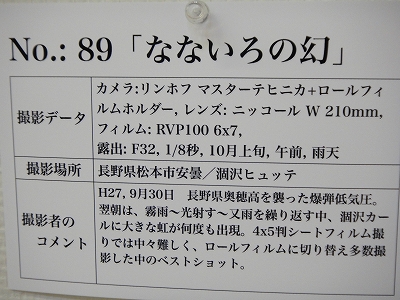 No.: 89「なないろの幻」
撮影データ
カメラ:リンホフ マスターテヒニカ+ロールフィ
ルムホルダー, レンズ: ニッコール W 210mm,
フィルム: RVP100 6x7,
露出: F32, 1/8秒, 10月上旬, 午前, 雨天
撮影場所
長野県松本市安曇／涸沢ヒュッテ
撮影者の
コメント
H27, 9月30日　長野県奥穂高を襲った爆弾低気圧。
翌朝は、霧雨～光射す～又雨を繰り返す中、涸沢カー
ルに大きな虹が何度も出現。4x5判シートフィルム撮
りでは中々難しく、ロールフィルムに切り替え多数撮
影した中のベストショット。